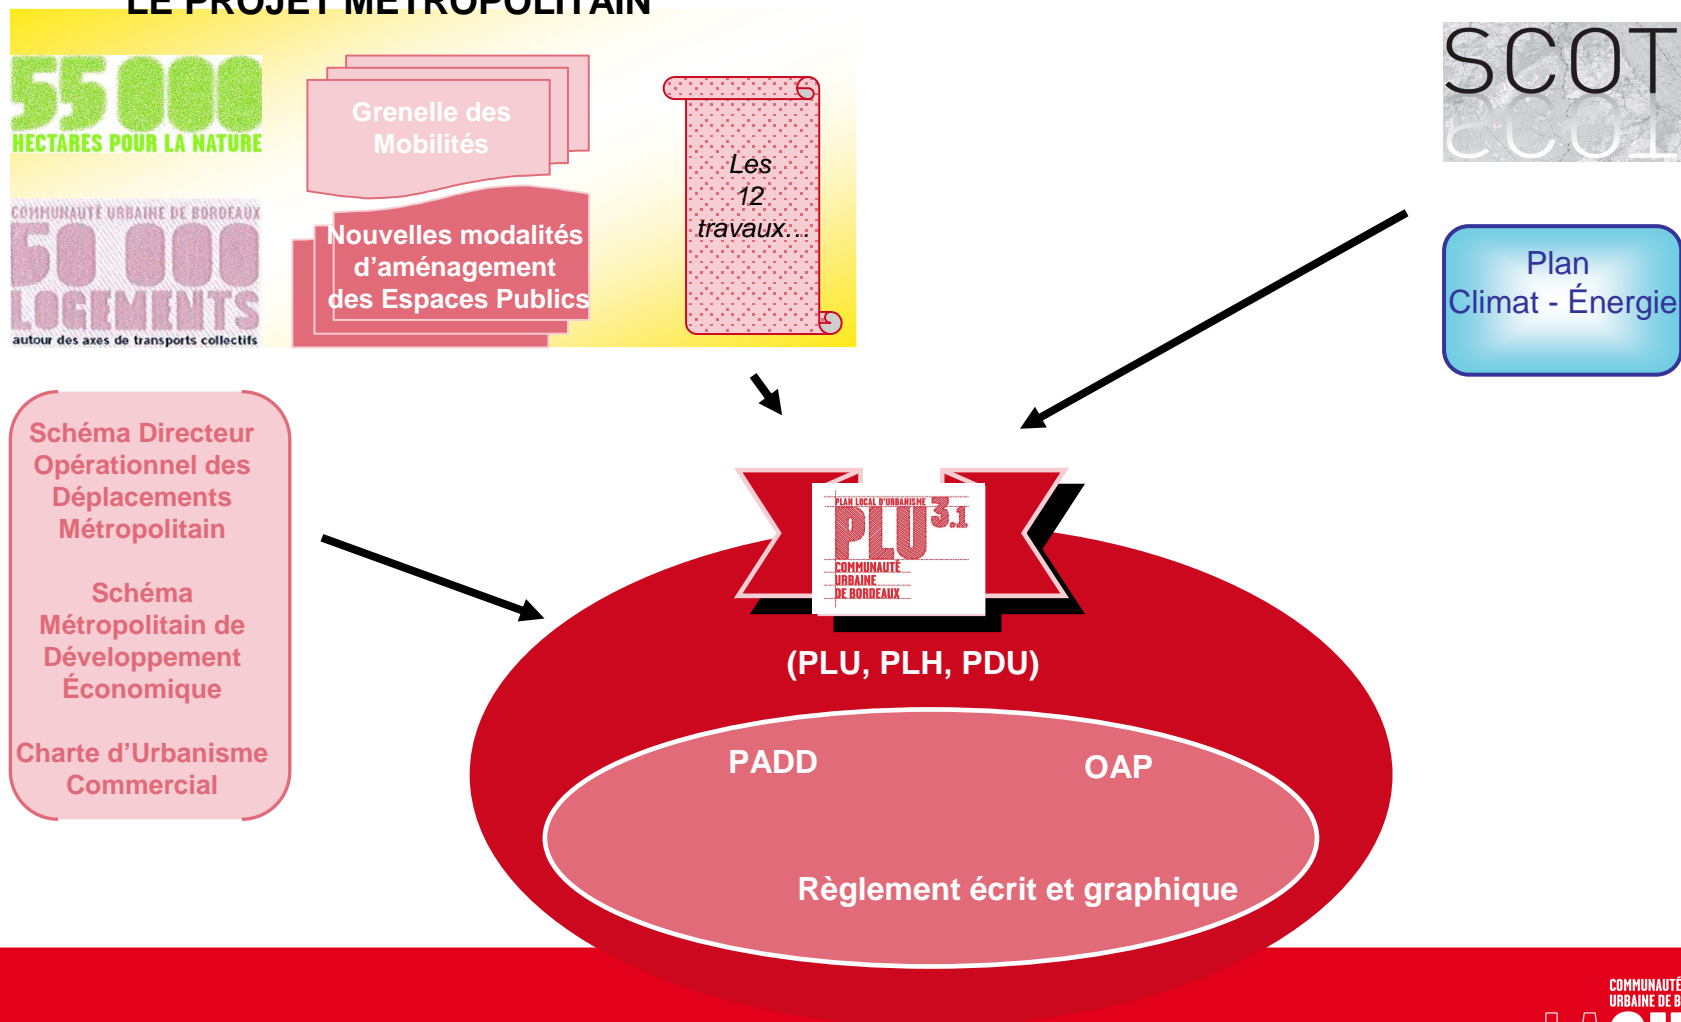 LE PROJET MÉTROPOLITAIN
55 000
HECTARES POUR LA NATURE
COMMUNAUTÉ URBAINE DE BORDEAUX
50 000
LOGEMENTS
autour des axes de transports collectifs
Grenelle des
Mobilités
Nouvelles modalités
d’aménagement
des Espaces Publics
Les
12
travaux…
SCOT
Plan
Climat - Énergie
Schéma Directeur
Opérationnel des
Déplacements
Métropolitain
Schéma
Métropolitain de
Développement
Économique
Charte d’Urbanisme
Commercial
PLAN LOCAL D'URBANISME
PLU 3.1
COMMUNAUTÉ
URBAINE
DE BORDEAUX
(PLU, PLH, PDU)
PADD
OAP
Règlement écrit et graphique
COMMUNAUTÉ
URBAINE DE B